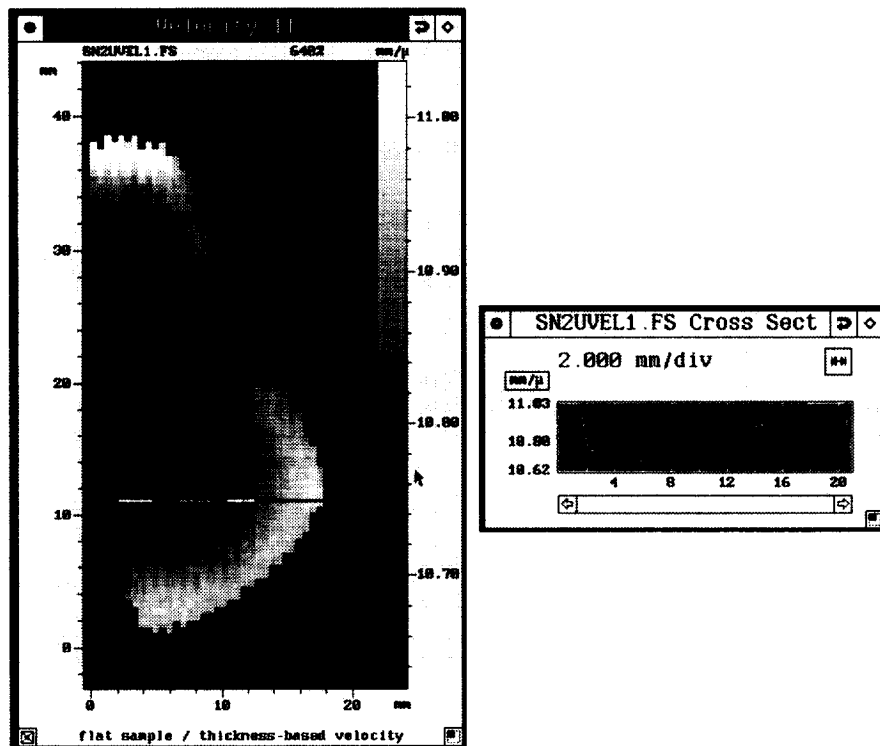 Velocity II
SN2UVEL1.FS 6482 mm/µ
mm
40
30
20
10
0
11.00
10.90
10.80
10.70
0 10 20 mm
flat sample / thickness-based velocity
SN2UVEL1.FS Cross Sect
2.000 mm/div
mm/µ
11.03
10.80
10.62
4 8 12 16 20